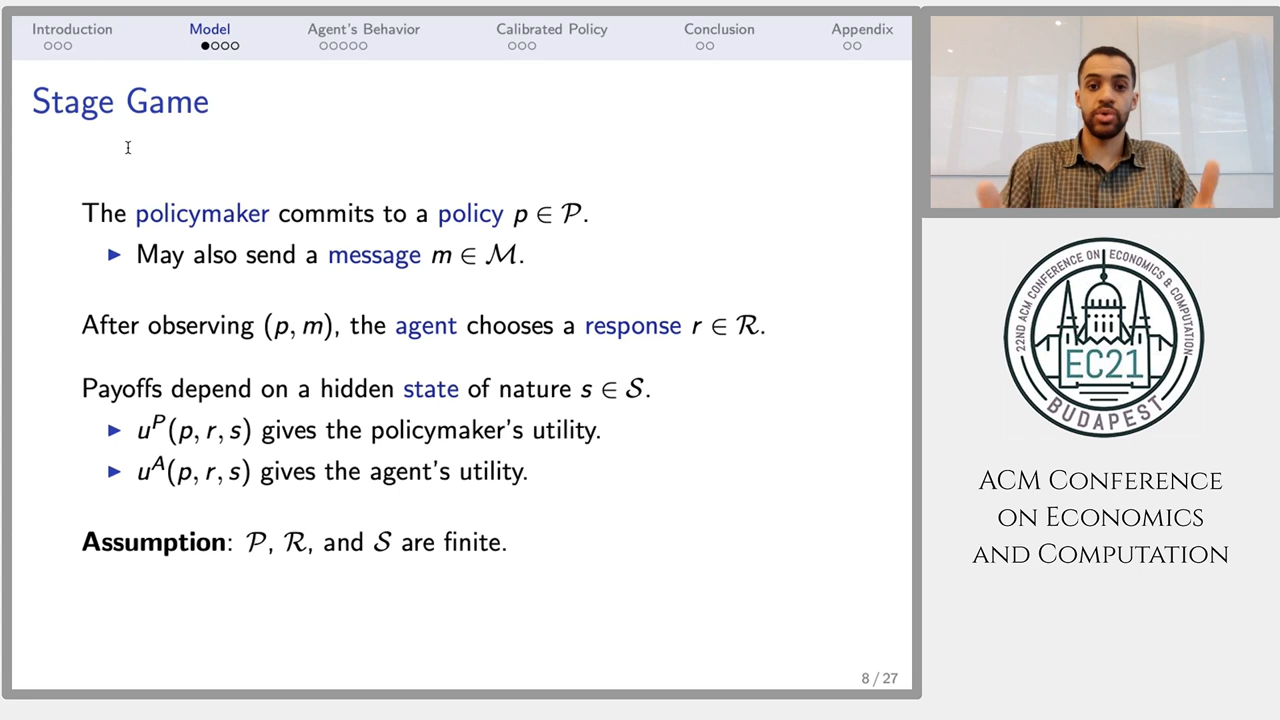 Introduction
Model
Agent's Behavior
Calibrated Policy
Conclusion
Appendix
Stage Game
The policymaker commits to a policy p ∈ 𝒫.
▶ May also send a message m ∈ ℳ.
After observing (p, m), the agent chooses a response r ∈ ℛ.
Payoffs depend on a hidden state of nature s ∈ 𝒮.
▶ uᴾ(p, r, s) gives the policymaker's utility.
▶ uᴬ(p, r, s) gives the agent's utility.
Assumption: 𝒫, ℛ, and 𝒮 are finite.
8 / 27
22ND ACM CONFERENCE ON ECONOMICS & COMPUTATION
EC21
BUDAPEST
ACM Conference
on Economics
and Computation